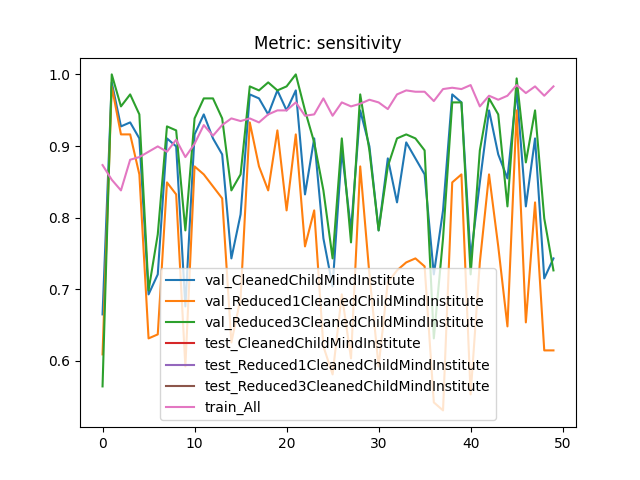 Metric: sensitivity
1.0
0.9
0.8
0.7
0.6
0
10
20
30
40
50
val_CleanedChildMindInstitute
val_Reduced1CleanedChildMindInstitute
val_Reduced3CleanedChildMindInstitute
test_CleanedChildMindInstitute
test_Reduced1CleanedChildMindInstitute
test_Reduced3CleanedChildMindInstitute
train_All